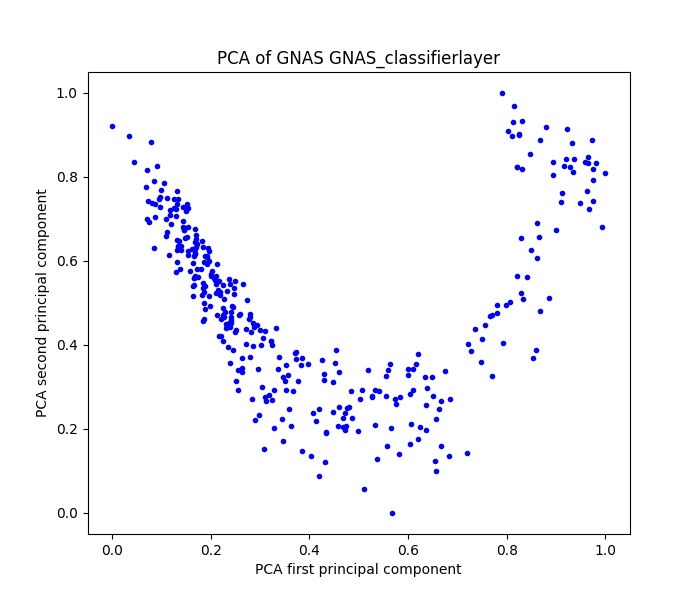 PCA of GNAS GNAS_classifierlayer
PCA second principal component
1.0
0.8
0.6
0.4
0.2
0.0
0.0 0.2 0.4 0.6 0.8 1.0
PCA first principal component